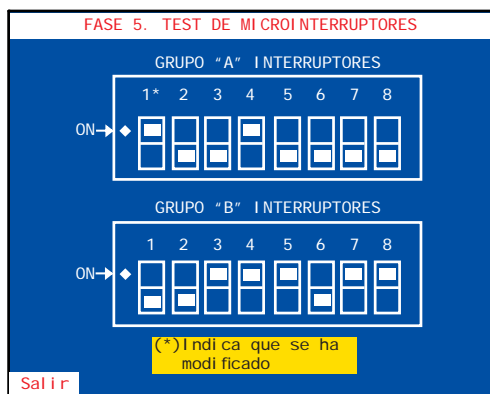 FASE 5. TEST DE MICROINTERRUPTORES
GRUPO “A” INTERRUPTORES
1* 2 3 4 5 6 7 8
ON
GRUPO “B” INTERRUPTORES
1 2 3 4 5 6 7 8
ON
(*)Indica que se ha
modificado
Salir